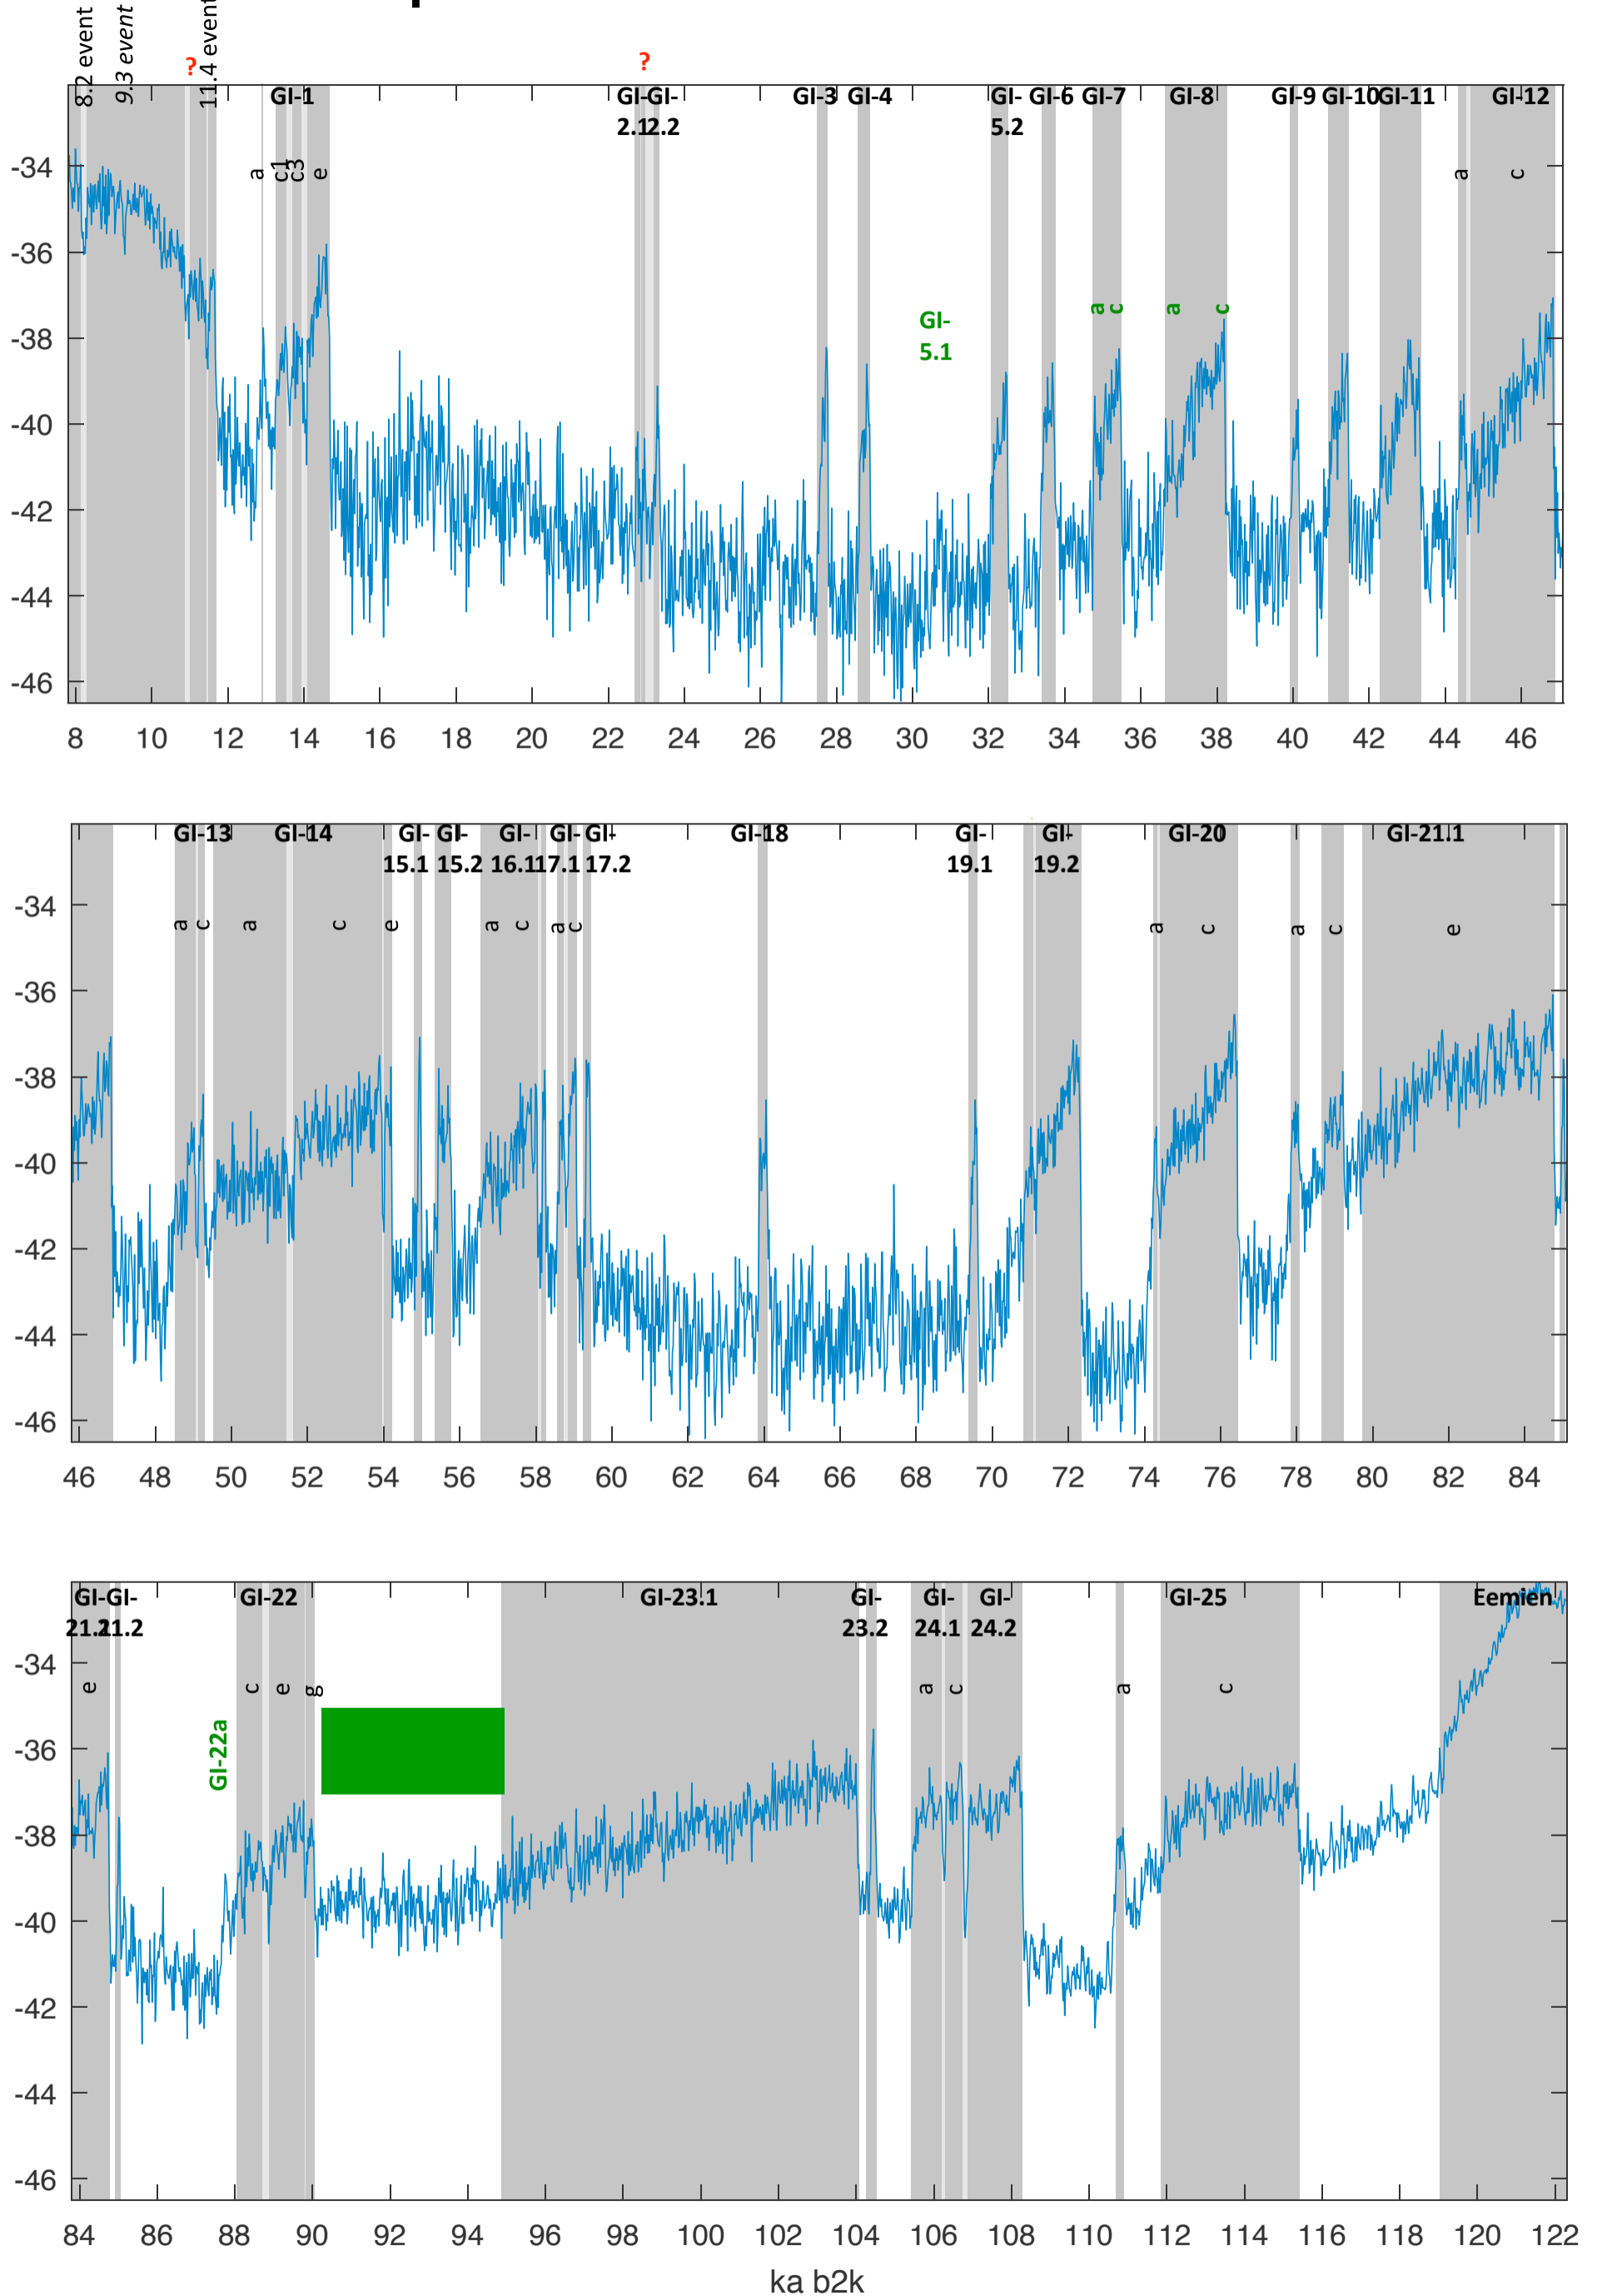 8.2 event
9.3 event
?
11.4 event
?
GI-1
GI-
2.1
GI-
2.2
GI-3
GI-4
GI-
5.2
GI-6
GI-7
GI-8
GI-9
GI-10
GI-11
GI-12
a
c1
c3
e
a
c
a
c
a
c
GI-
5.1
-34
-36
-38
-40
-42
-44
-46
8 10 12 14 16 18 20 22 24 26 28 30 32 34 36 38 40 42 44 46
GI-13
GI-14
GI-
15.1
GI-
15.2
GI-
16.1
GI-
17.1
GI-
17.2
GI-18
GI-
19.1
GI-
19.2
GI-20
GI-21.1
a
c
a
c
e
a
c
a
c
a
c
a
c
e
-34
-36
-38
-40
-42
-44
-46
46 48 50 52 54 56 58 60 62 64 66 68 70 72 74 76 78 80 82 84
GI-
21.1
GI-
21.2
GI-22
GI-23.1
GI-
23.2
GI-
24.1
GI-
24.2
GI-25
Eemien
e
c
e
g
a
c
a
c
GI-22a
-34
-36
-38
-40
-42
-44
-46
84 86 88 90 92 94 96 98 100 102 104 106 108 110 112 114 116 118 120 122
ka b2k